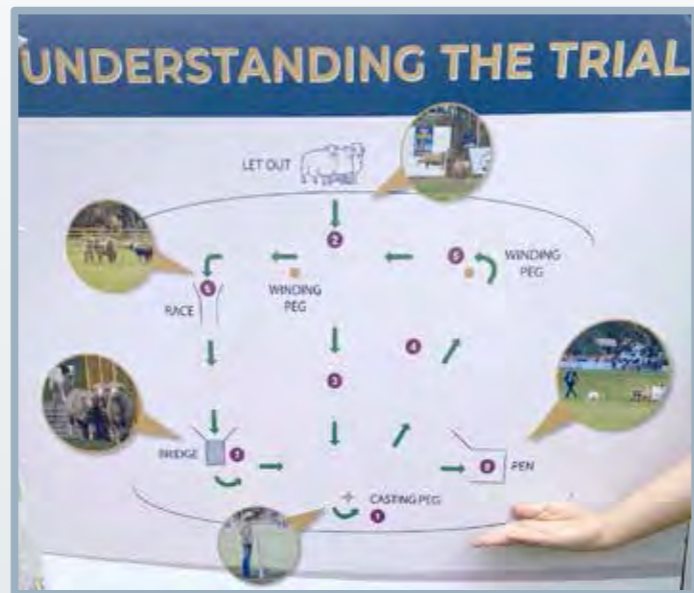 UNDERSTANDING THE TRIAL
LET OUT
2
5
WINDING
PEG
6
WINDING
PEG
RACE
4
3
BRIDGE
7
8
PEN
CASTING PEG
1